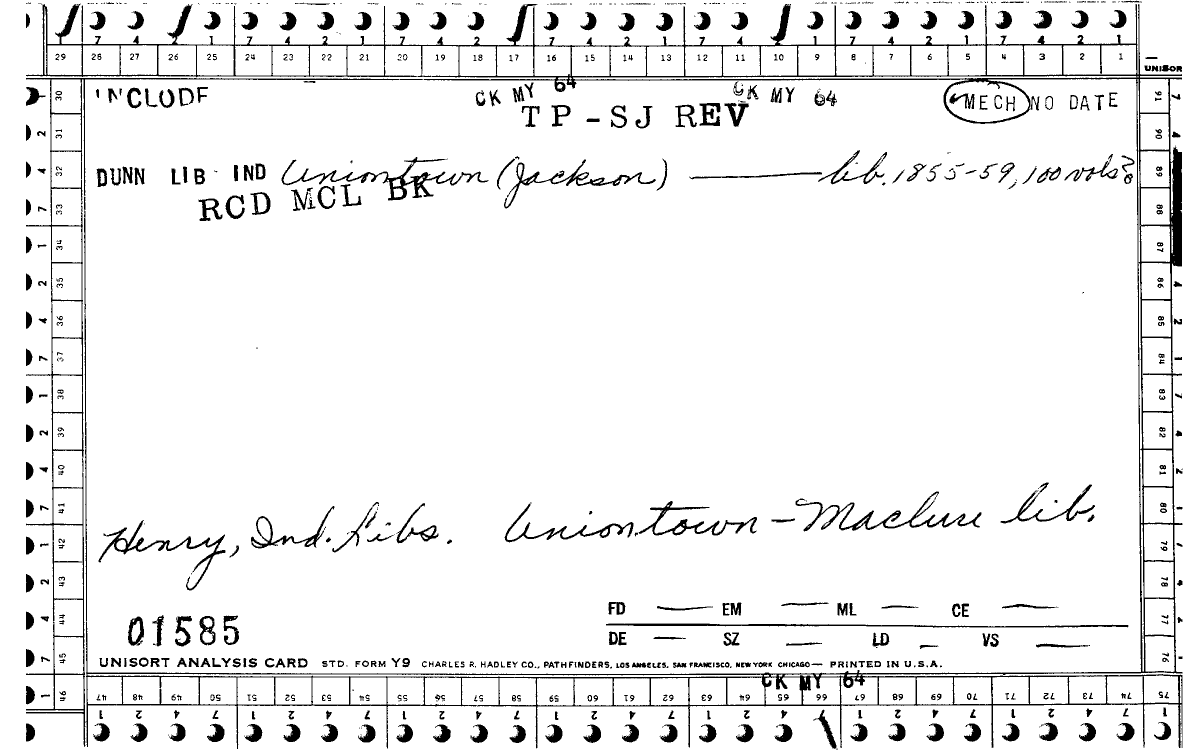 7 4 2 1 7 4 2 1 7 4 2 1 7 4 2 1 7 4 2 1 7 4 2 1
29 28 27 26 25 24 23 22 21 20 19 18 17 16 15 14 13 12 11 10 9 8 7 6 5 4 3 2 1
UNISOR
INCLUDE CK MY 64 CK MY 64 MECH NO DATE
TP-SJ REV
DUNN LIB IND Uniontown (Jackson) — lib. 1855-59, 100 vols
RCD MCL BK
30 31 32 33 34 35 36 37 38 39 40 41 42 43 44 45 46
91 90 89 88 87 86 85 84 83 82 81 80 79 78 77 76 75
Henry, Ind. Libs. Uniontown - Maclure lib.
01585
FD — EM — ML — CE —
DE — SZ — LD — VS —
UNISORT ANALYSIS CARD STD. FORM Y9 CHARLES R. HADLEY CO., PATHFINDERS, LOS ANGELES, SAN FRANCISCO, NEW YORK CHICAGO— PRINTED IN U.S.A.
CK MY 64
47 48 49 50 51 52 53 54 55 56 57 58 59 60 61 62 63 64 65 66 67 68 69 70 71 72 73 74